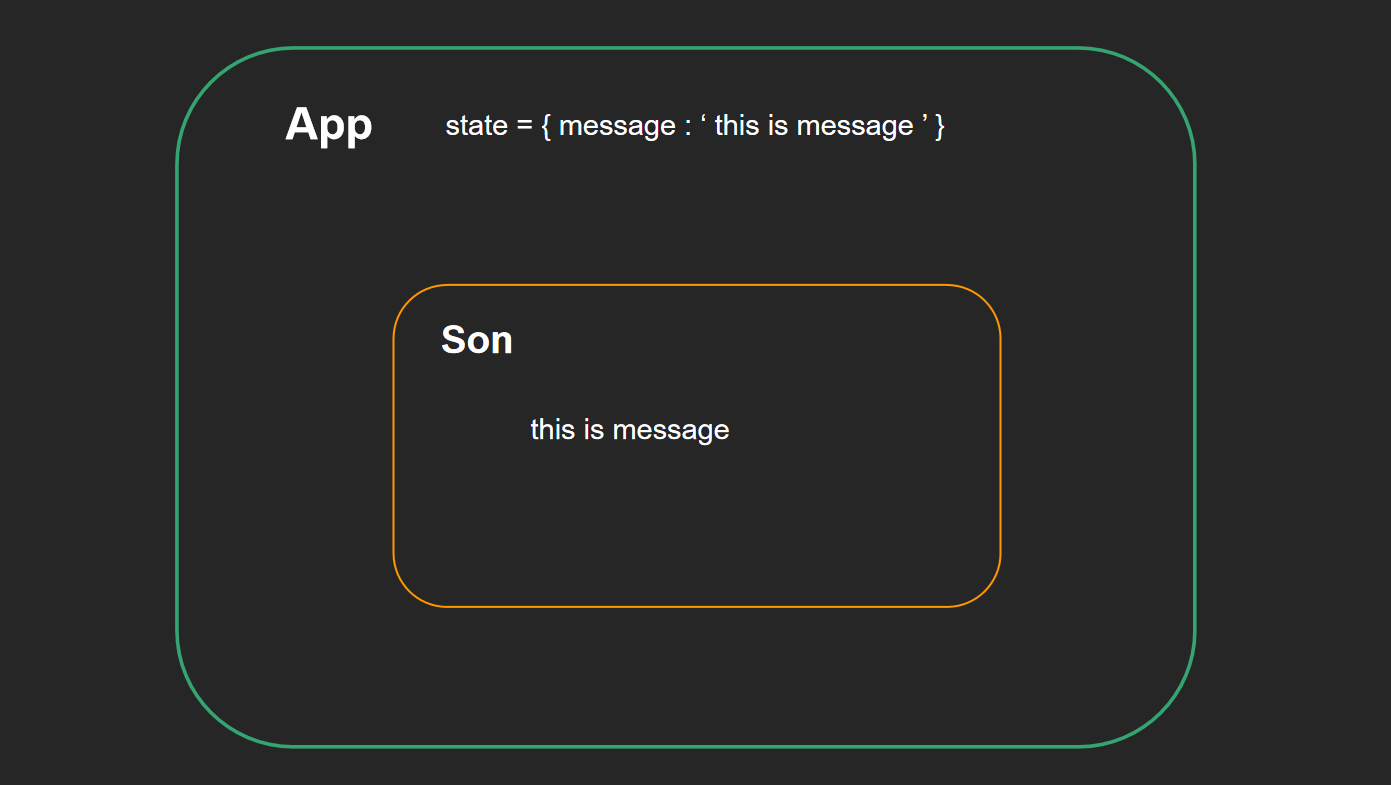 App state = { message : ‘ this is message ’ }
Son
this is message